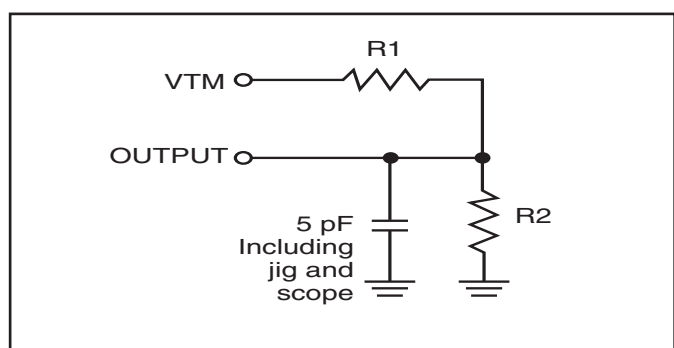 R1
VTM
OUTPUT
R2
5 pF
Including
jig and
scope